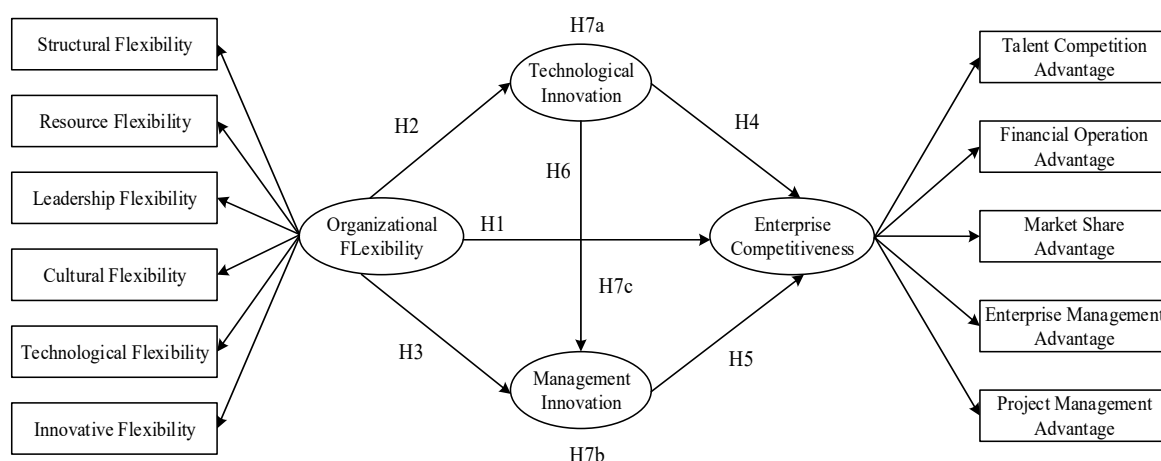 Structural Flexibility
Resource Flexibility
Leadership Flexibility
Cultural Flexibility
Technological Flexibility
Innovative Flexibility
Organizational
FLexibility
H2
H1
H3
H7a
Technological
Innovation
H6
H7c
Management
Innovation
H7b
H4
H5
Enterprise
Competitiveness
Talent Competition
Advantage
Financial Operation
Advantage
Market Share
Advantage
Enterprise Management
Advantage
Project Management
Advantage